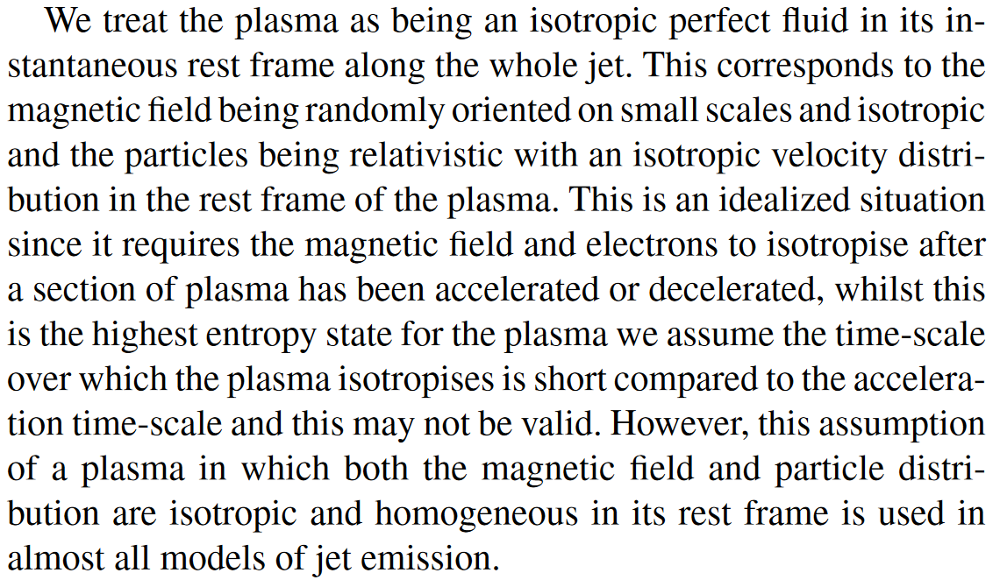 We treat the plasma as being an isotropic perfect fluid in its in-
stantaneous rest frame along the whole jet. This corresponds to the
magnetic field being randomly oriented on small scales and isotropic
and the particles being relativistic with an isotropic velocity distri-
bution in the rest frame of the plasma. This is an idealized situation
since it requires the magnetic field and electrons to isotropise after
a section of plasma has been accelerated or decelerated, whilst this
is the highest entropy state for the plasma we assume the time-scale
over which the plasma isotropises is short compared to the accelera-
tion time-scale and this may not be valid. However, this assumption
of a plasma in which both the magnetic field and particle distri-
bution are isotropic and homogeneous in its rest frame is used in
almost all models of jet emission.